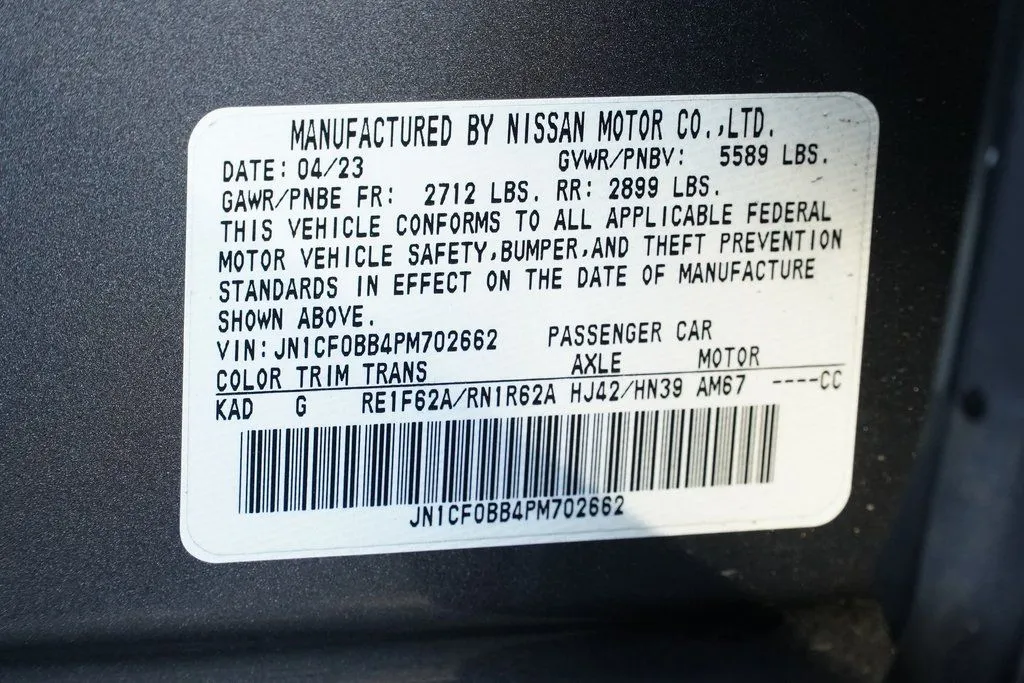 MANUFACTURED BY NISSAN MOTOR CO.,LTD.
DATE: 04/23 GVWR/PNBV: 5589 LBS.
GAWR/PNBE FR: 2712 LBS. RR: 2899 LBS.
THIS VEHICLE CONFORMS TO ALL APPLICABLE FEDERAL
MOTOR VEHICLE SAFETY,BUMPER,AND THEFT PREVENTION
STANDARDS IN EFFECT ON THE DATE OF MANUFACTURE
SHOWN ABOVE.
VIN: JN1CF0BB4PM702662 PASSENGER CAR
COLOR TRIM TRANS AXLE MOTOR
KAD G RE1F62A/RN1R62A HJ42/HN39 AM67 ----CC
JN1CF0BB4PM702662